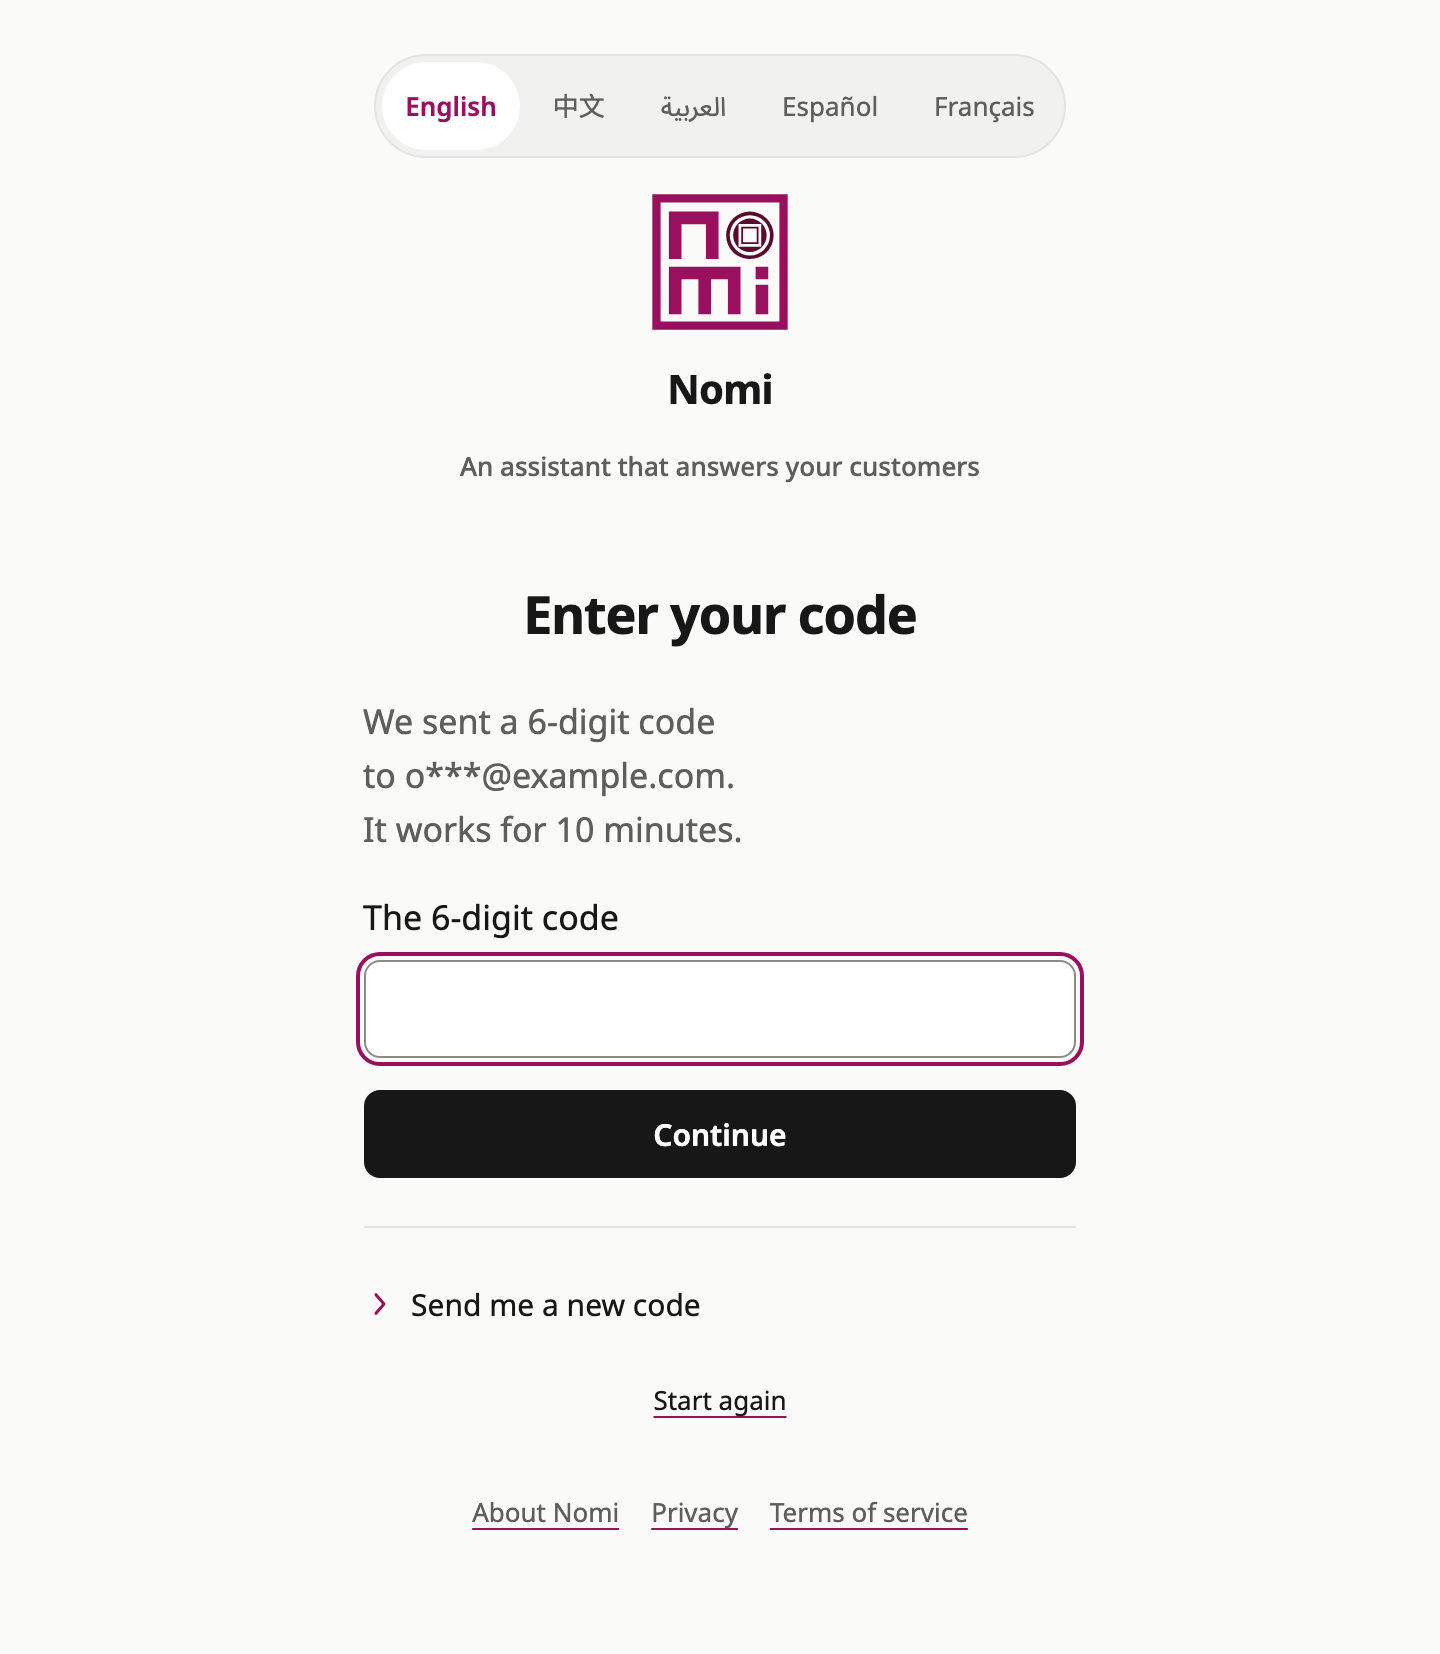 English 中文 العربية Español Français
nomi
Nomi
An assistant that answers your customers
Enter your code
We sent a 6-digit code
to o***@example.com.
It works for 10 minutes.
The 6-digit code
Continue
Send me a new code
Start again
About Nomi Privacy Terms of service